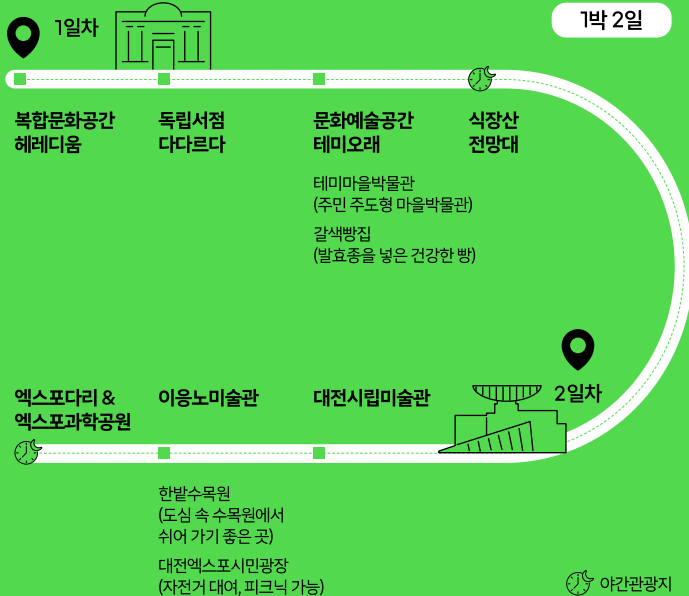 1일차
1박 2일
복합문화공간
헤레디움
독립서점
다다르다
문화예술공간
테미오래
테미마을박물관
(주민 주도형 마을박물관)
갈색빵집
(발효종을 넣은 건강한 빵)
식장산
전망대
2일차
대전시립미술관
이응노미술관
한밭수목원
(도심 속 수목원에서
쉬어 가기 좋은 곳)
대전엑스포시민광장
(자전거 대여, 피크닉 가능)
엑스포다리 &
엑스포과학공원
야간관광지